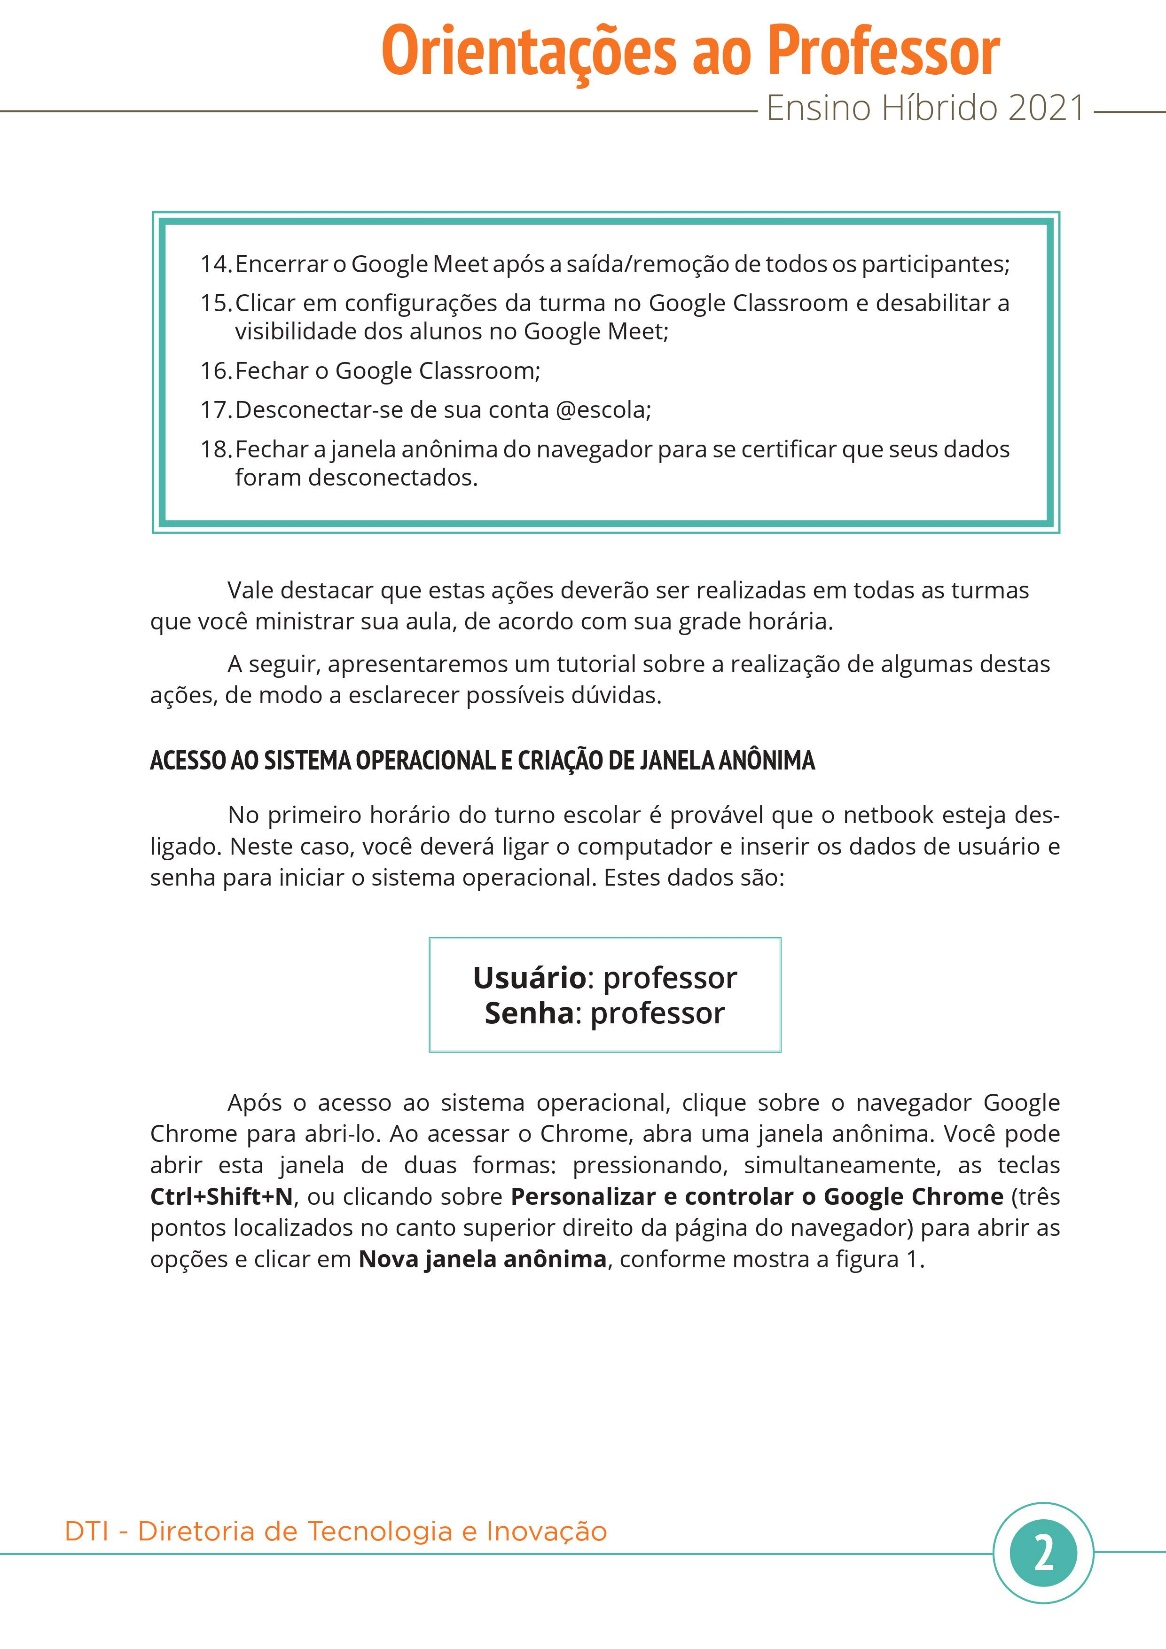 Orientações ao Professor
Ensino Híbrido 2021
14. Encerrar o Google Meet após a saída/remoção de todos os participantes;
15. Clicar em configurações da turma no Google Classroom e desabilitar a
visibilidade dos alunos no Google Meet;
16. Fechar o Google Classroom;
17. Desconectar-se de sua conta @escola;
18. Fechar a janela anônima do navegador para se certificar que seus dados
foram desconectados.
Vale destacar que estas ações deverão ser realizadas em todas as turmas
que você ministrar sua aula, de acordo com sua grade horária.
A seguir, apresentaremos um tutorial sobre a realização de algumas destas
ações, de modo a esclarecer possíveis dúvidas.
ACESSO AO SISTEMA OPERACIONAL E CRIAÇÃO DE JANELA ANÔNIMA
No primeiro horário do turno escolar é provável que o netbook esteja des-
ligado. Neste caso, você deverá ligar o computador e inserir os dados de usuário e
senha para iniciar o sistema operacional. Estes dados são:
Usuário: professor
Senha: professor
Após o acesso ao sistema operacional, clique sobre o navegador Google
Chrome para abri-lo. Ao acessar o Chrome, abra uma janela anônima. Você pode
abrir esta janela de duas formas: pressionando, simultaneamente, as teclas
Ctrl+Shift+N, ou clicando sobre Personalizar e controlar o Google Chrome (três
pontos localizados no canto superior direito da página do navegador) para abrir as
opções e clicar em Nova janela anônima, conforme mostra a figura 1.
DTI - Diretoria de Tecnologia e Inovação
2